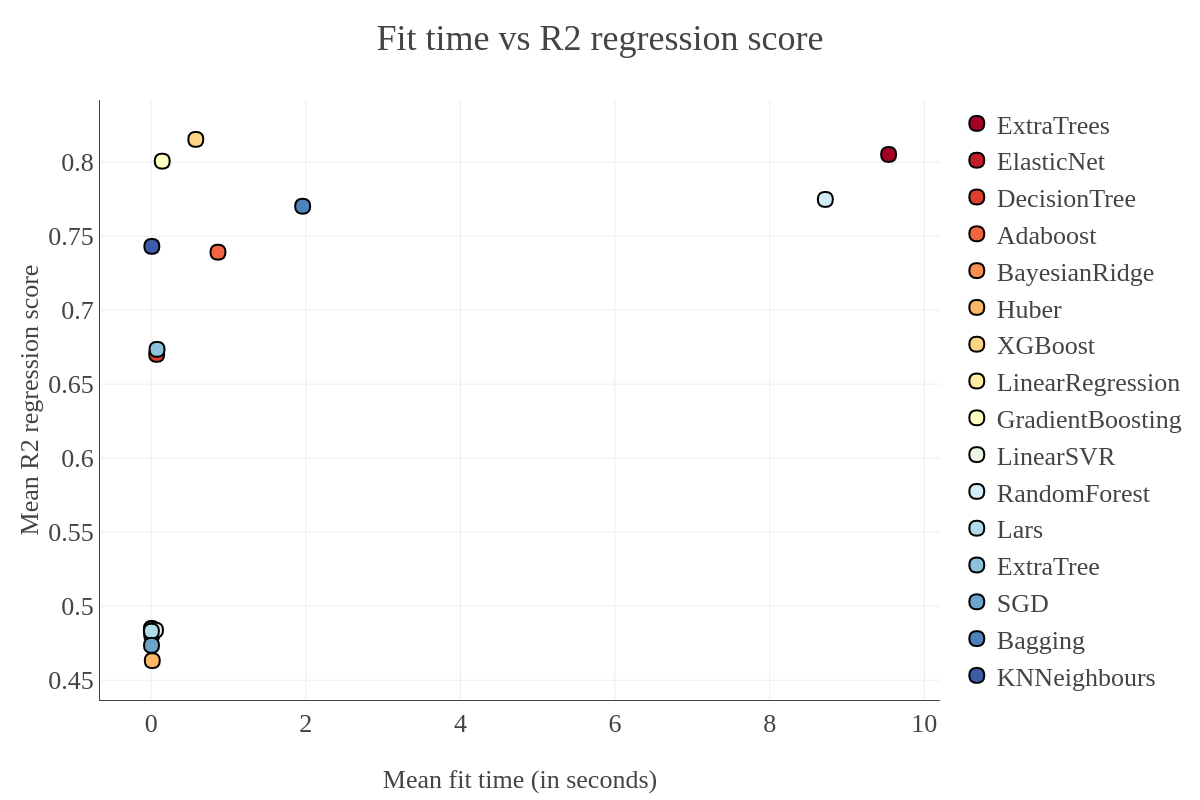 Fit time vs R2 regression score
Mean R2 regression score
0.8
0.75
0.7
0.65
0.6
0.55
0.5
0.45
0
2
4
6
8
10
Mean fit time (in seconds)
ExtraTrees
ElasticNet
DecisionTree
Adaboost
BayesianRidge
Huber
XGBoost
LinearRegression
GradientBoosting
LinearSVR
RandomForest
Lars
ExtraTree
SGD
Bagging
KNNeighbours